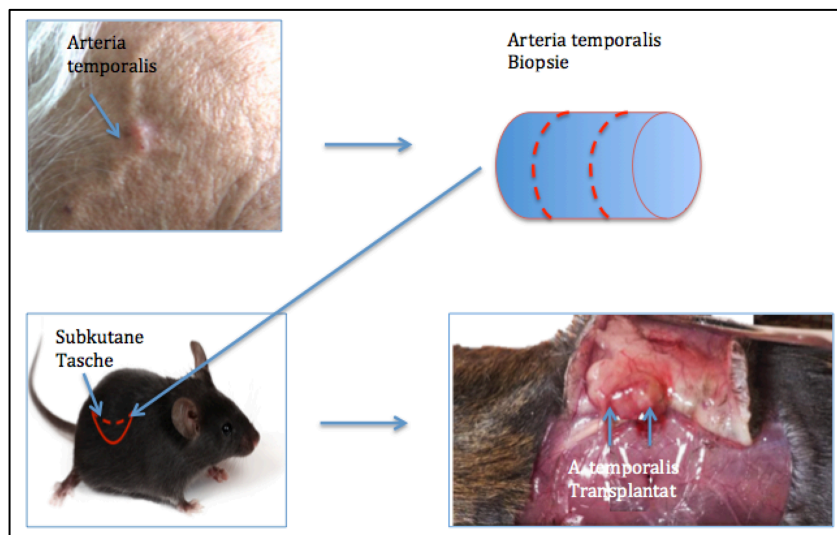 Arteria
temporalis
Arteria temporalis
Biopsie
Subkutane
Tasche
A. temporalis
Transplantat